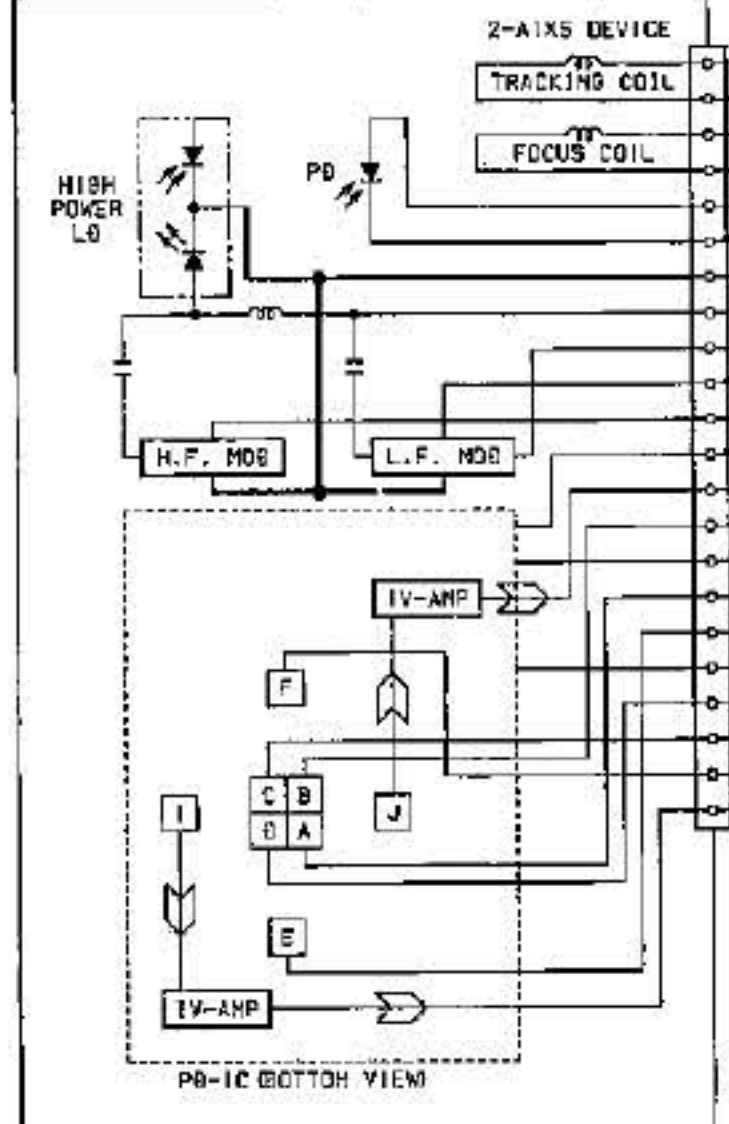 2-AIXS DEVICE
TRACKING COIL
FOCUS COIL
HIGH
POWER
LD
PD
H.F. MOD
L.F. MOD
IV-AMP
F
C B
D A
I
J
E
IV-AMP
PD-IC (BOTTOM VIEW)